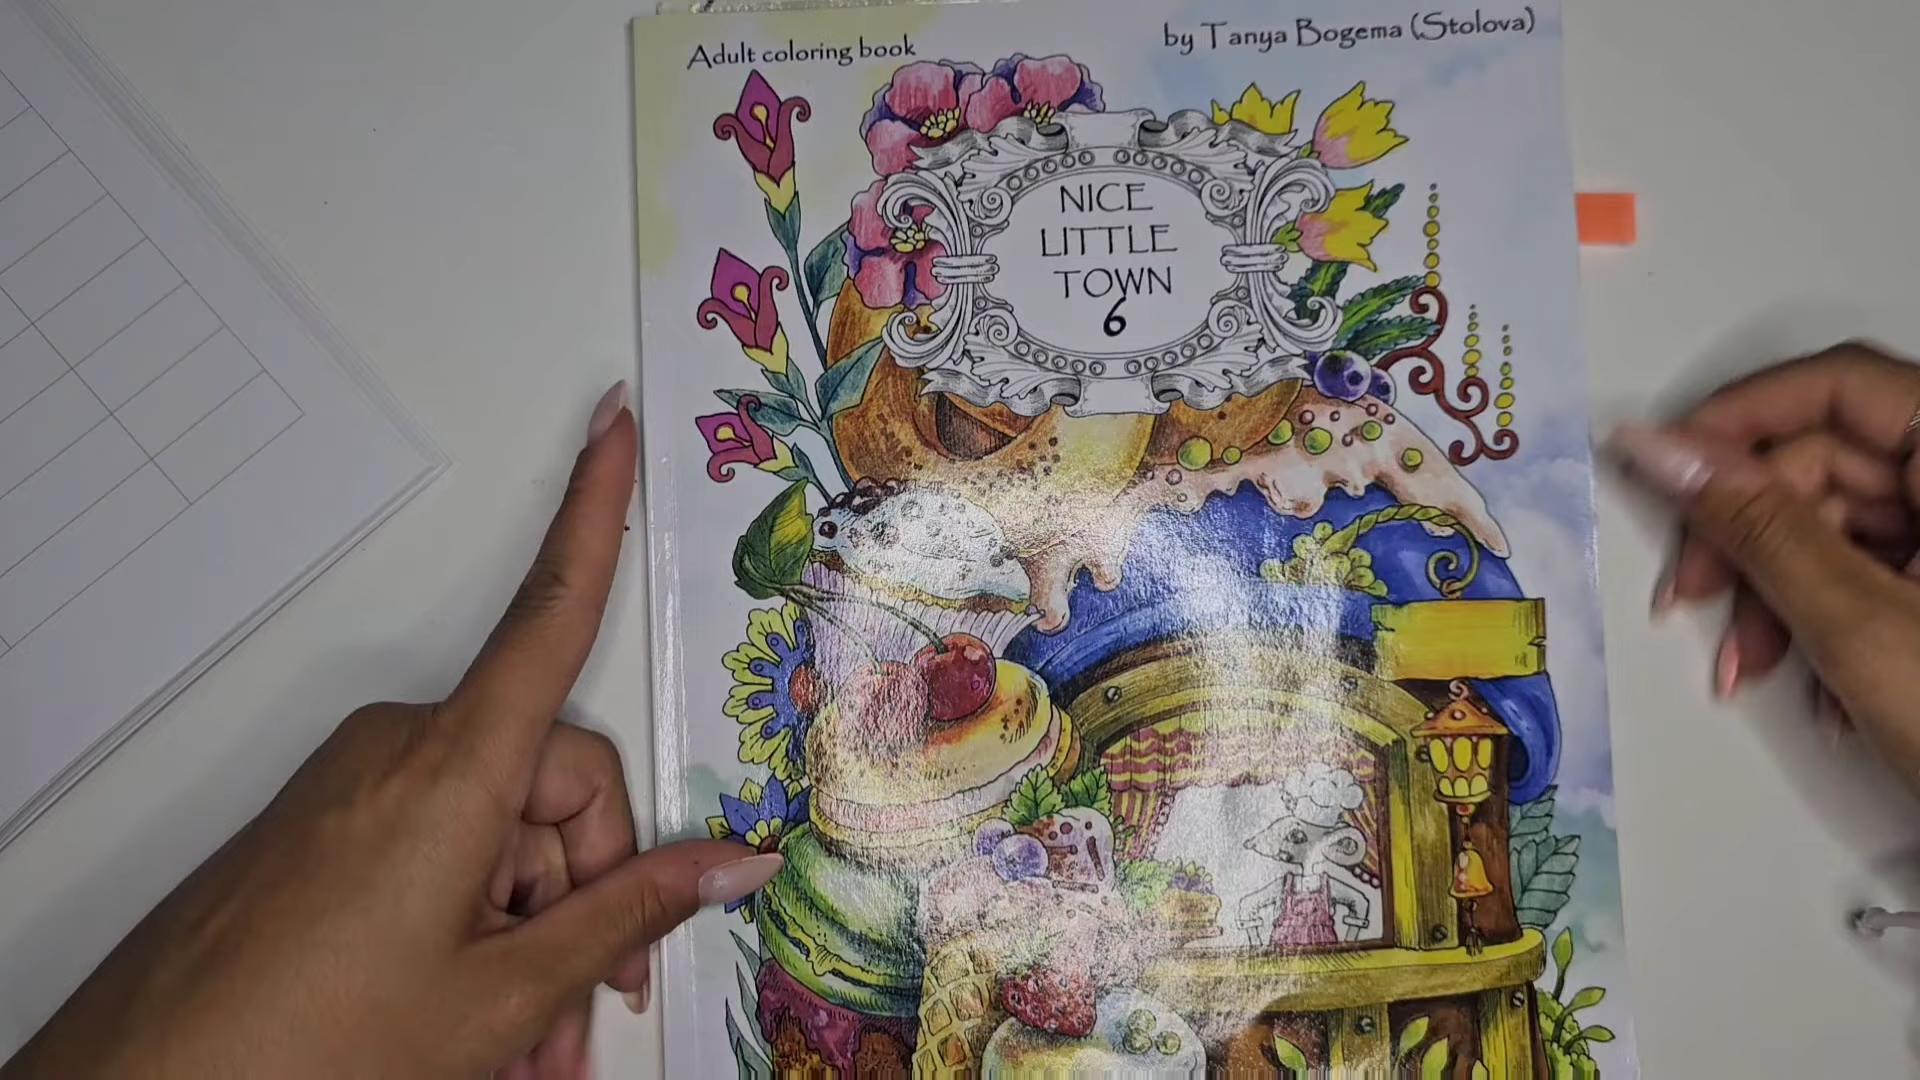 Adult coloring book
by Tanya Bogema (Stolova)
NICE
LITTLE
TOWN
6